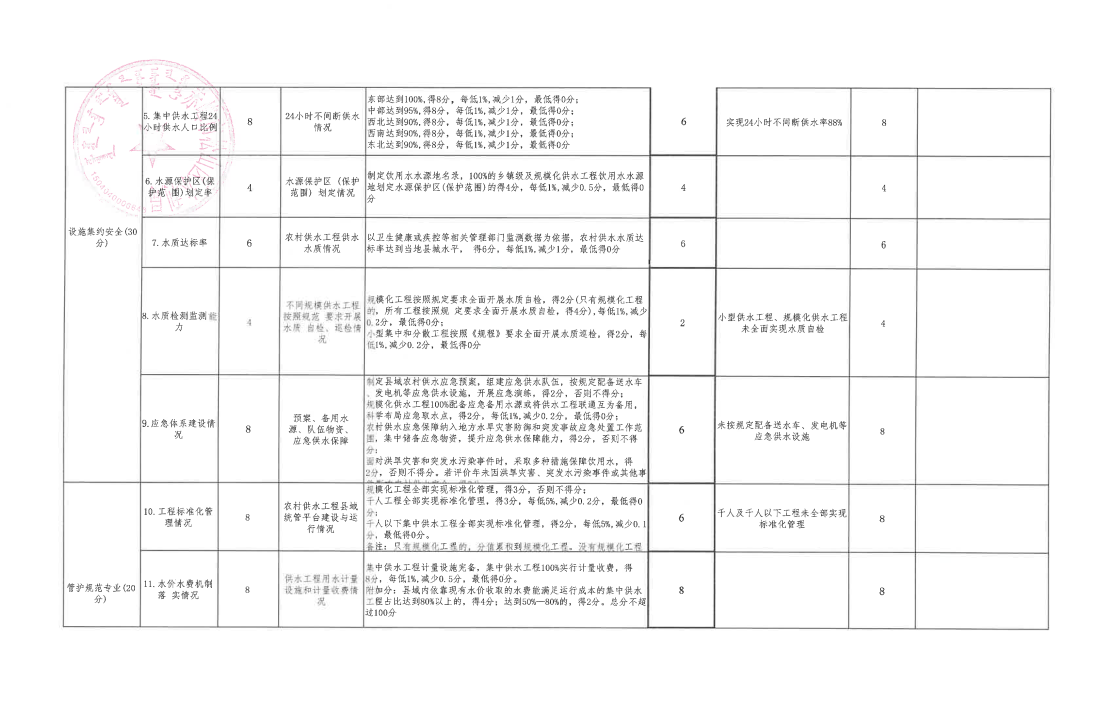 设施集约安全(30
分)
5.集中供水工程24
小时供水人口比例
8
24小时不间断供水
情况
东部达到100%,得8分，每低1%,减少1分，最低得0分；
中部达到95%,得8分，每低1%,减少1分，最低得0分；
西北达到90%,得8分，每低1%,减少1分，最低得0分；
西南达到90%,得8分，每低1%,减少1分，最低得0分；
东北达到90%,得8分，每低1%,减少1分，最低得0分
6
实现24小时不间断供水率88%
8
6.水源保护区(保
护范 围)划定率
4
水源保护区 (保护
范围) 划定情况
制定饮用水水源地名录，100%的乡镇级及规模化供水工程饮用水水源
地划定水源保护区(保护范围)的得4分，每低1%,减少0.5分，最低得0
分
4
4
7.水质达标率
6
农村供水工程供水
水质情况
以卫生健康或疾控等相关管理部门监测数据为依据，农村供水水质达
标率达到当地县城水平， 得6分，每低1%,减少1分，最低得0分
6
6
8.水质检测监测能
力
4
不同规模供水工程
按照规范 要求开展
水质 自检、巡检情
况
规模化工程按照规定要求全面开展水质自检，得2分(只有规模化工程
的，所有工程按照规 定要求全面开展水质自检，得4分),每低1%,减少
0.2分，最低得0分；
小型集中和分散工程按照《规程》要求全面开展水质巡检，得2分，每
低1%,减少0.2分，最低得0分
2
小型供水工程、规模化供水工程
未全面实现水质自检
4
9.应急体系建设情
况
8
预案、备用水
源、队伍物资、
应急供水保障
制定县域农村供水应急预案，组建应急供水队伍，按规定配备送水车
、发电机等应急供水设施，开展应急演练，得2分，否则不得分；
规模化供水工程100%配备应急备用水源或将供水工程联通互为备用，
科学布局应急取水点，得2分，每低1%,减少0.2分，最低得0分；
农村供水应急保障纳入地方水旱灾害防御和突发事故应急处置工作范
围，集中储备应急物资，提升应急供水保障能力，得2分，否则不得
分；
面对洪旱灾害和突发水污染事件时，采取多种措施保障饮用水，得
2分，否则不得分。若评价年未因洪旱灾害、突发水污染事件或其他事
6
未按规定配备送水车、发电机等
应急供水设施
8
管护规范专业(20
分)
10.工程标准化管
理情况
8
农村供水工程县域
统管平台建设与运
行情况
规模化工程全部实现标准化管理，得3分，否则不得分；
千人工程全部实现标准化管理，得3分，每低5%,减少0.2分，最低得0
分；
千人以下集中供水工程全部实现标准化管理，得2分，每低5%,减少0.1
分，最低得0分。
备注：只有规模化工程的，分值累积到规模化工程。没有规模化工程
6
千人及千人以下工程未全部实现
标准化管理
8
11.水价水费机制
落 实情况
8
供水工程用水计量
设施和计量收费情
况
集中供水工程计量设施完备，集中供水工程100%实行计量收费，得
8分，每低1%,减少0.5分，最低得0分。
附加分：县域内依靠现有水价收取的水费能满足运行成本的集中供水
工程占比达到80%以上的，得4分；达到50%—80%的，得2分。总分不超
过100分
8
8